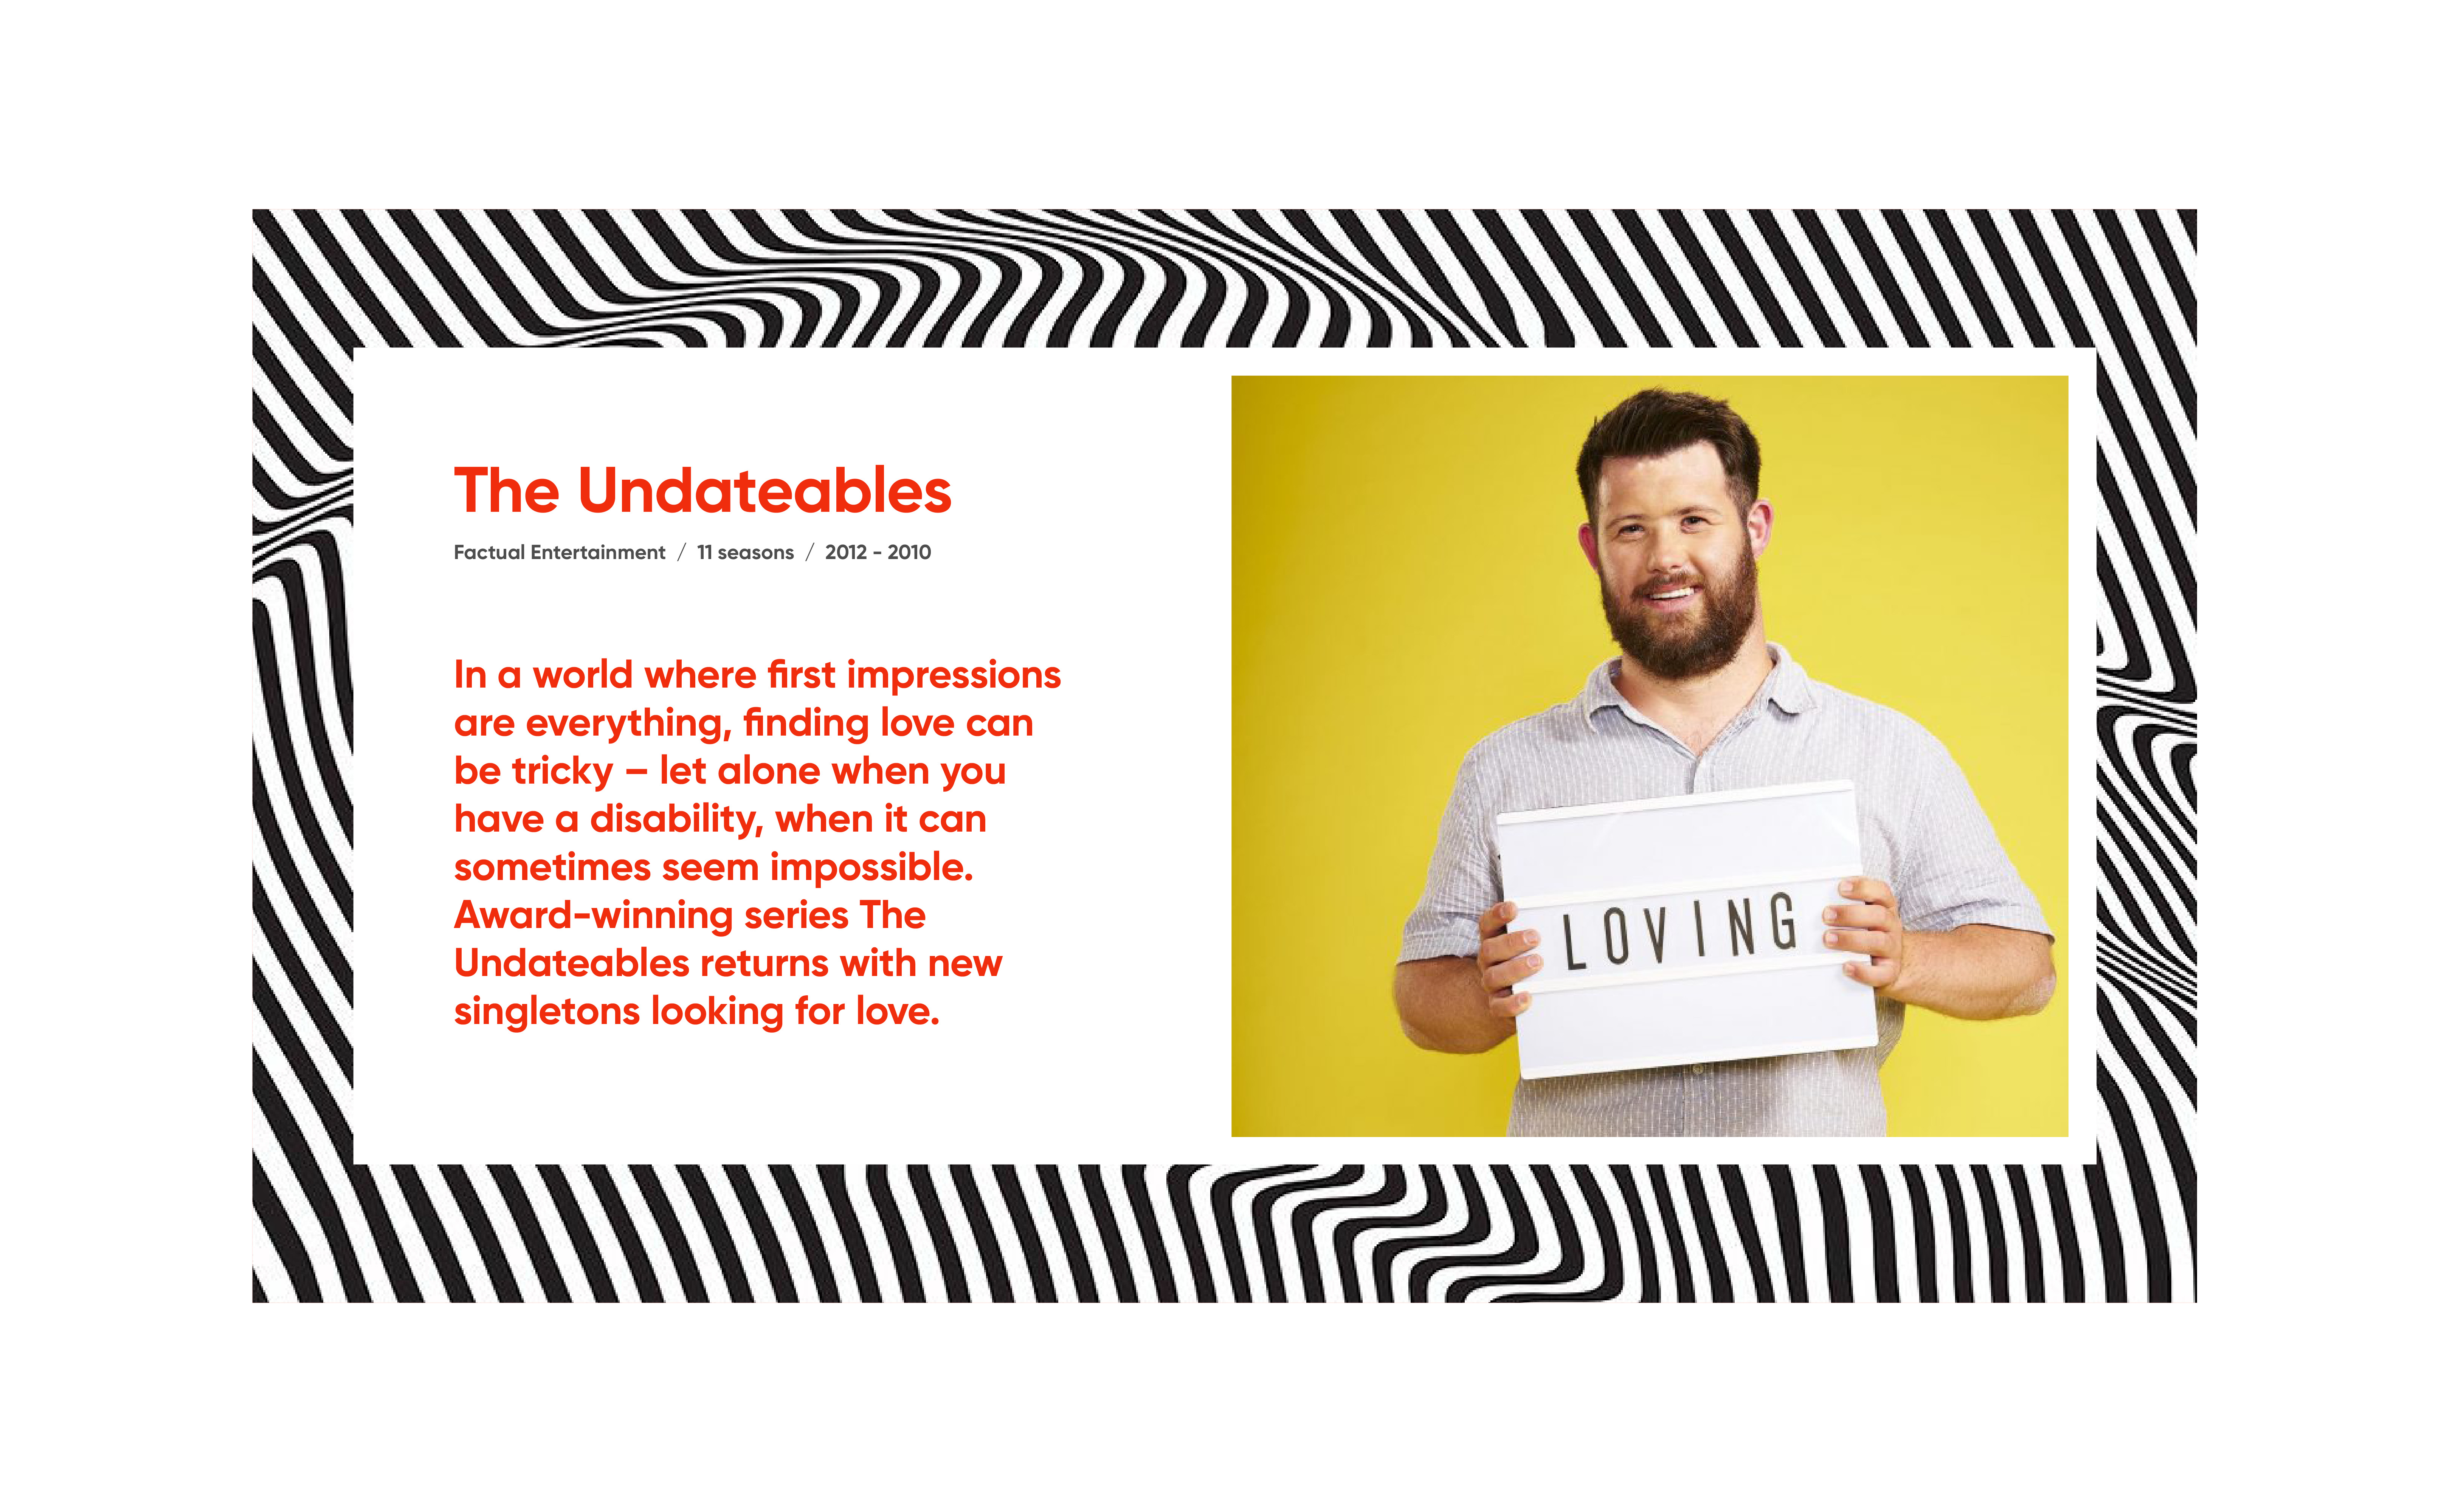 The Undateables
Factual Entertainment / 11 seasons / 2012 - 2010
In a world where first impressions
are everything, finding love can
be tricky – let alone when you
have a disability, when it can
sometimes seem impossible.
Award-winning series The
Undateables returns with new
singletons looking for love.
LOVING